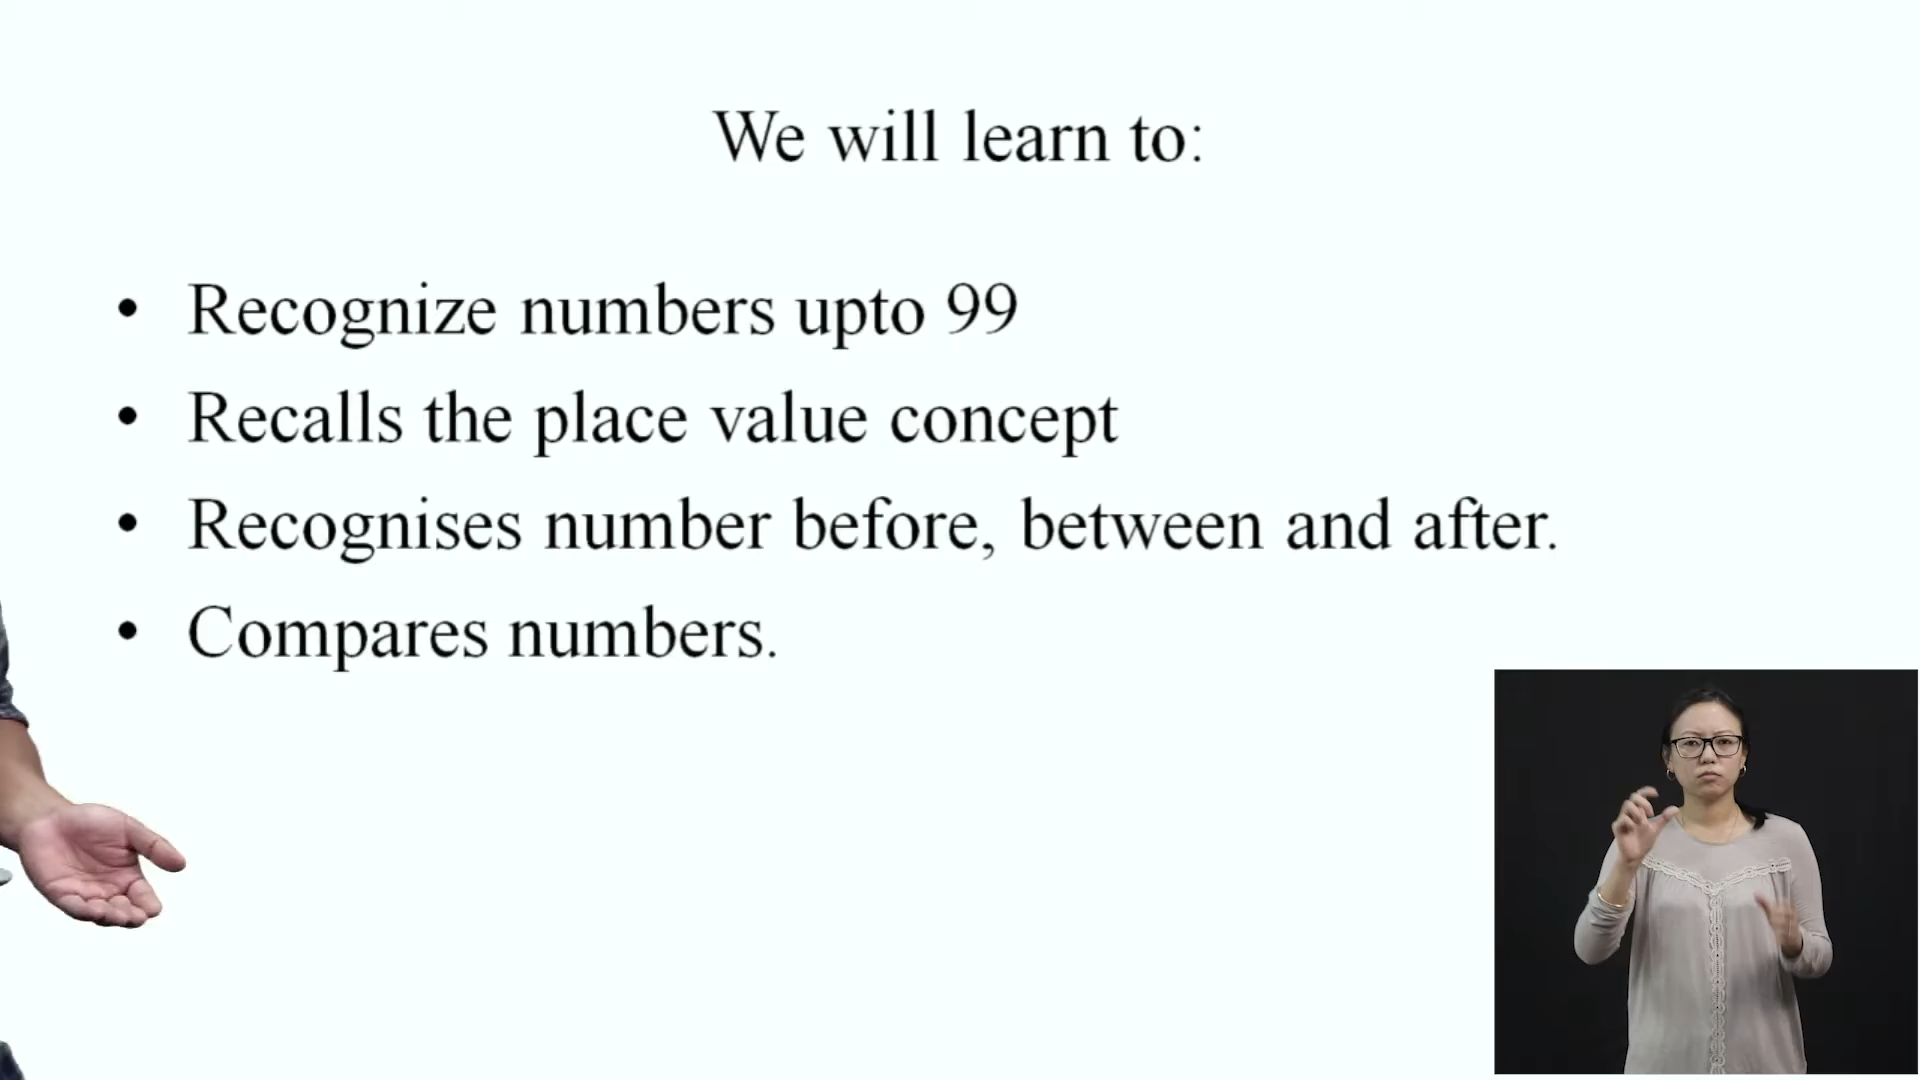 We will learn to:
• Recognize numbers upto 99
• Recalls the place value concept
• Recognises number before, between and after.
• Compares numbers.